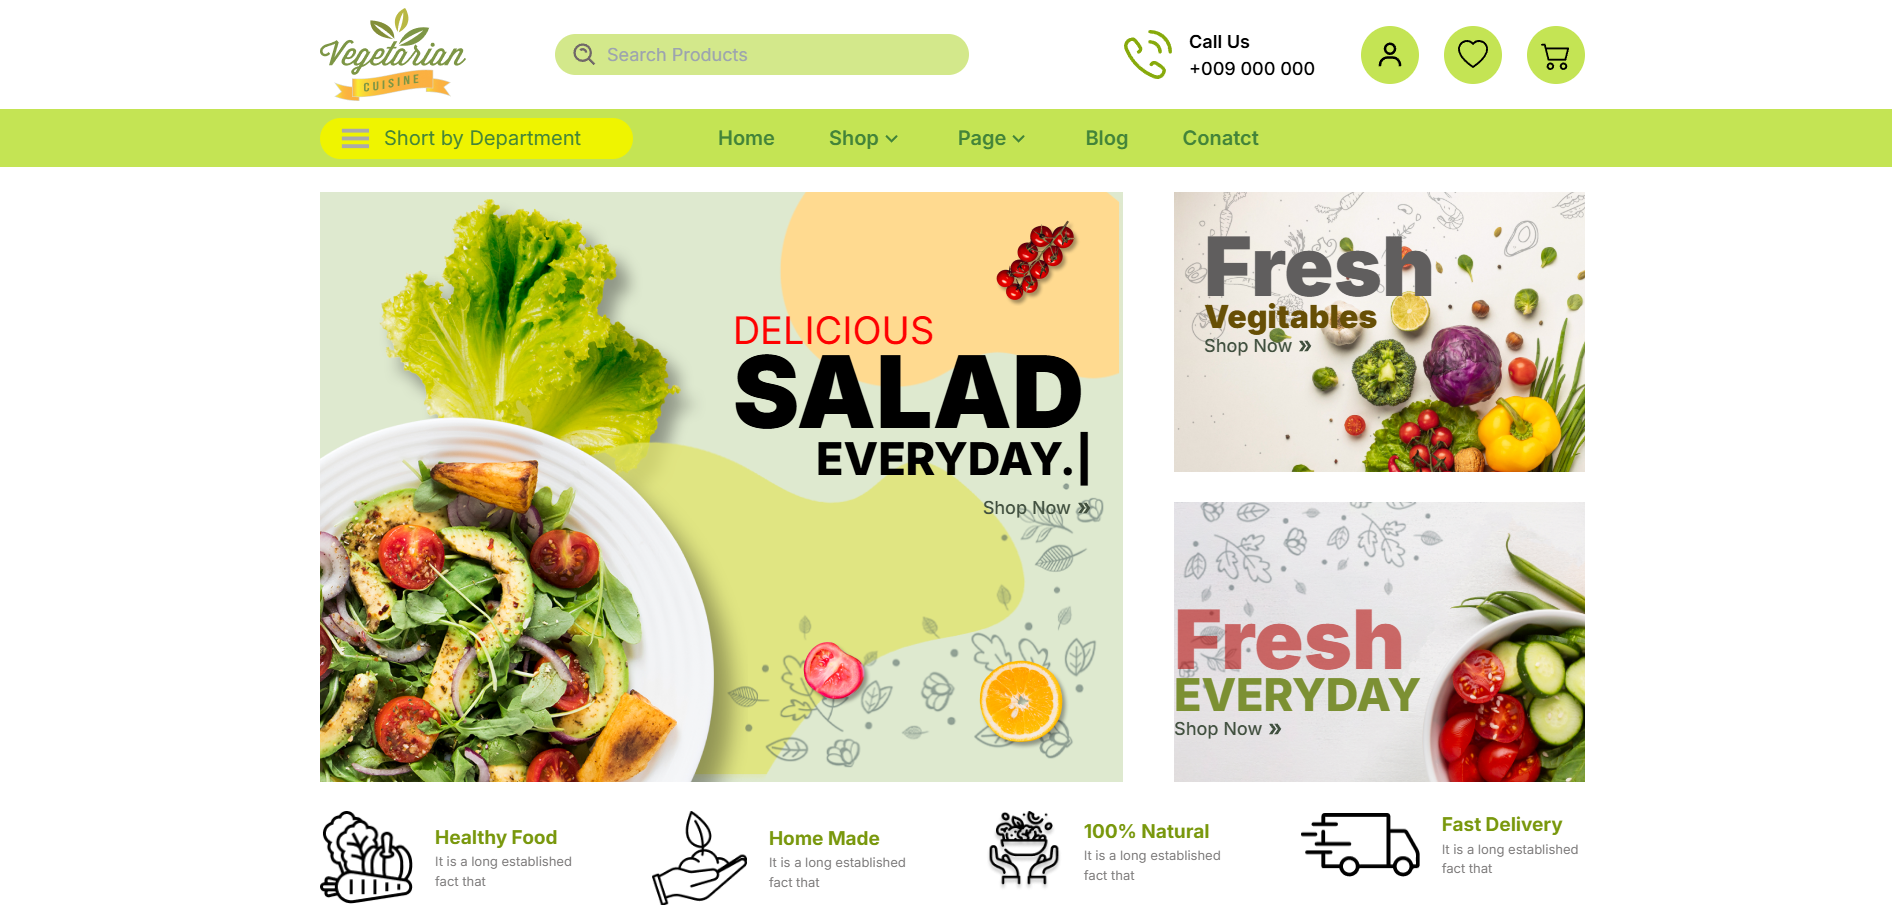 Vegetarian
CUISINE
Search Products
Call Us
+009 000 000
Short by Department
Home
Shop
Page
Blog
Conatct
DELICIOUS
SALAD
EVERYDAY.|
Shop Now »
Fresh
Vegitables
Shop Now »
Fresh
EVERYDAY
Shop Now »
Healthy Food
It is a long established
fact that
Home Made
It is a long established
fact that
100% Natural
It is a long established
fact that
Fast Delivery
It is a long established
fact that